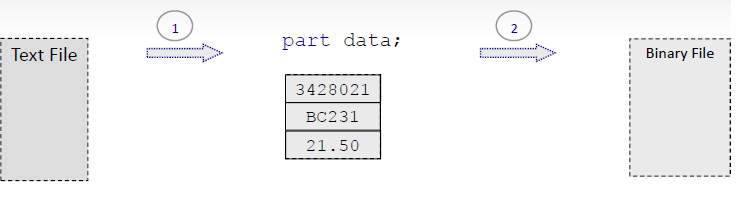 1
2
part data;
Text File
Binary File
3428021
BC231
21.50